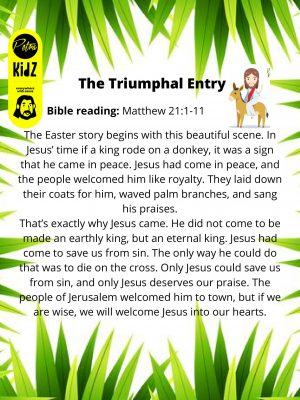 Petra
KiDZ
everywhere
with Jesus
The Triumphal Entry
Bible reading: Matthew 21:1-11
The Easter story begins with this beautiful scene. In
Jesus’ time if a king rode on a donkey, it was a sign
that he came in peace. Jesus had come in peace, and
the people welcomed him like royalty. They laid down
their coats for him, waved palm branches, and sang
his praises.
That’s exactly why Jesus came. He did not come to be
made an earthly king, but an eternal king. Jesus had
come to save us from sin. The only way he could do
that was to die on the cross. Only Jesus could save us
from sin, and only Jesus deserves our praise. The
people of Jerusalem welcomed him to town, but if we
are wise, we will welcome Jesus into our hearts.